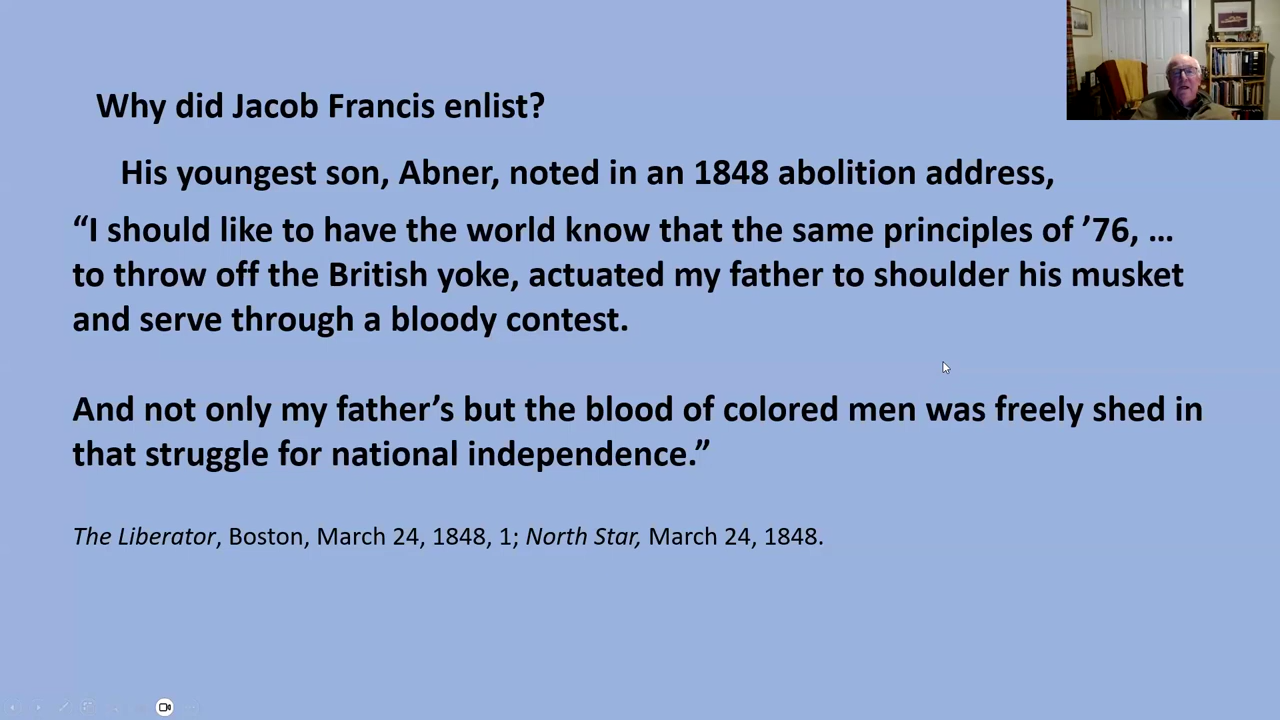 Why did Jacob Francis enlist?
His youngest son, Abner, noted in an 1848 abolition address,
“I should like to have the world know that the same principles of ’76, …
to throw off the British yoke, actuated my father to shoulder his musket
and serve through a bloody contest.
And not only my father’s but the blood of colored men was freely shed in
that struggle for national independence.”
The Liberator, Boston, March 24, 1848, 1; North Star, March 24, 1848.